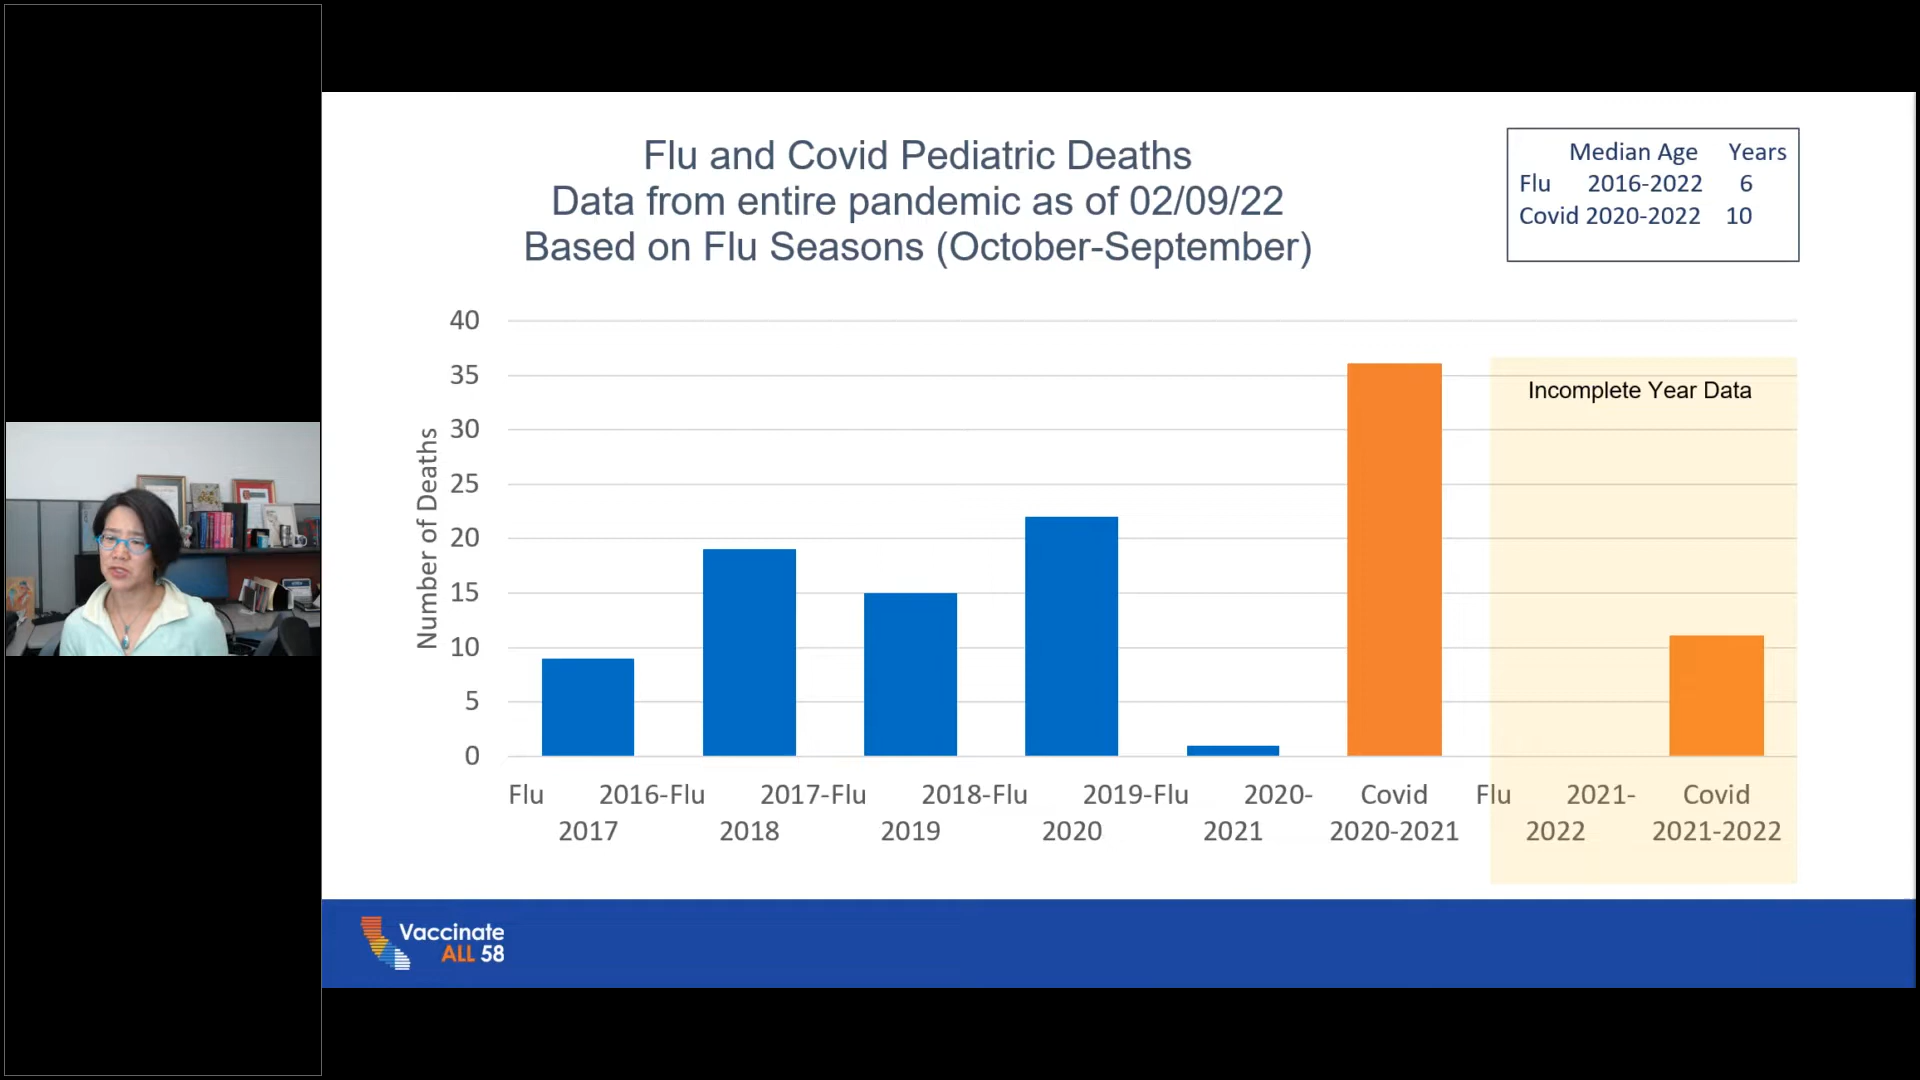 Flu and Covid Pediatric Deaths
Data from entire pandemic as of 02/09/22
Based on Flu Seasons (October-September)
Median Age Years
Flu 2016-2022 6
Covid 2020-2022 10
40
35
30
25
20
15
10
5
0
Number of Deaths
Incomplete Year Data
Flu 2016-Flu 2017-Flu 2018-Flu 2019-Flu 2020- Covid Flu 2021- Covid
2017 2018 2019 2020 2021 2020-2021 2022 2021-2022
Vaccinate
ALL 58